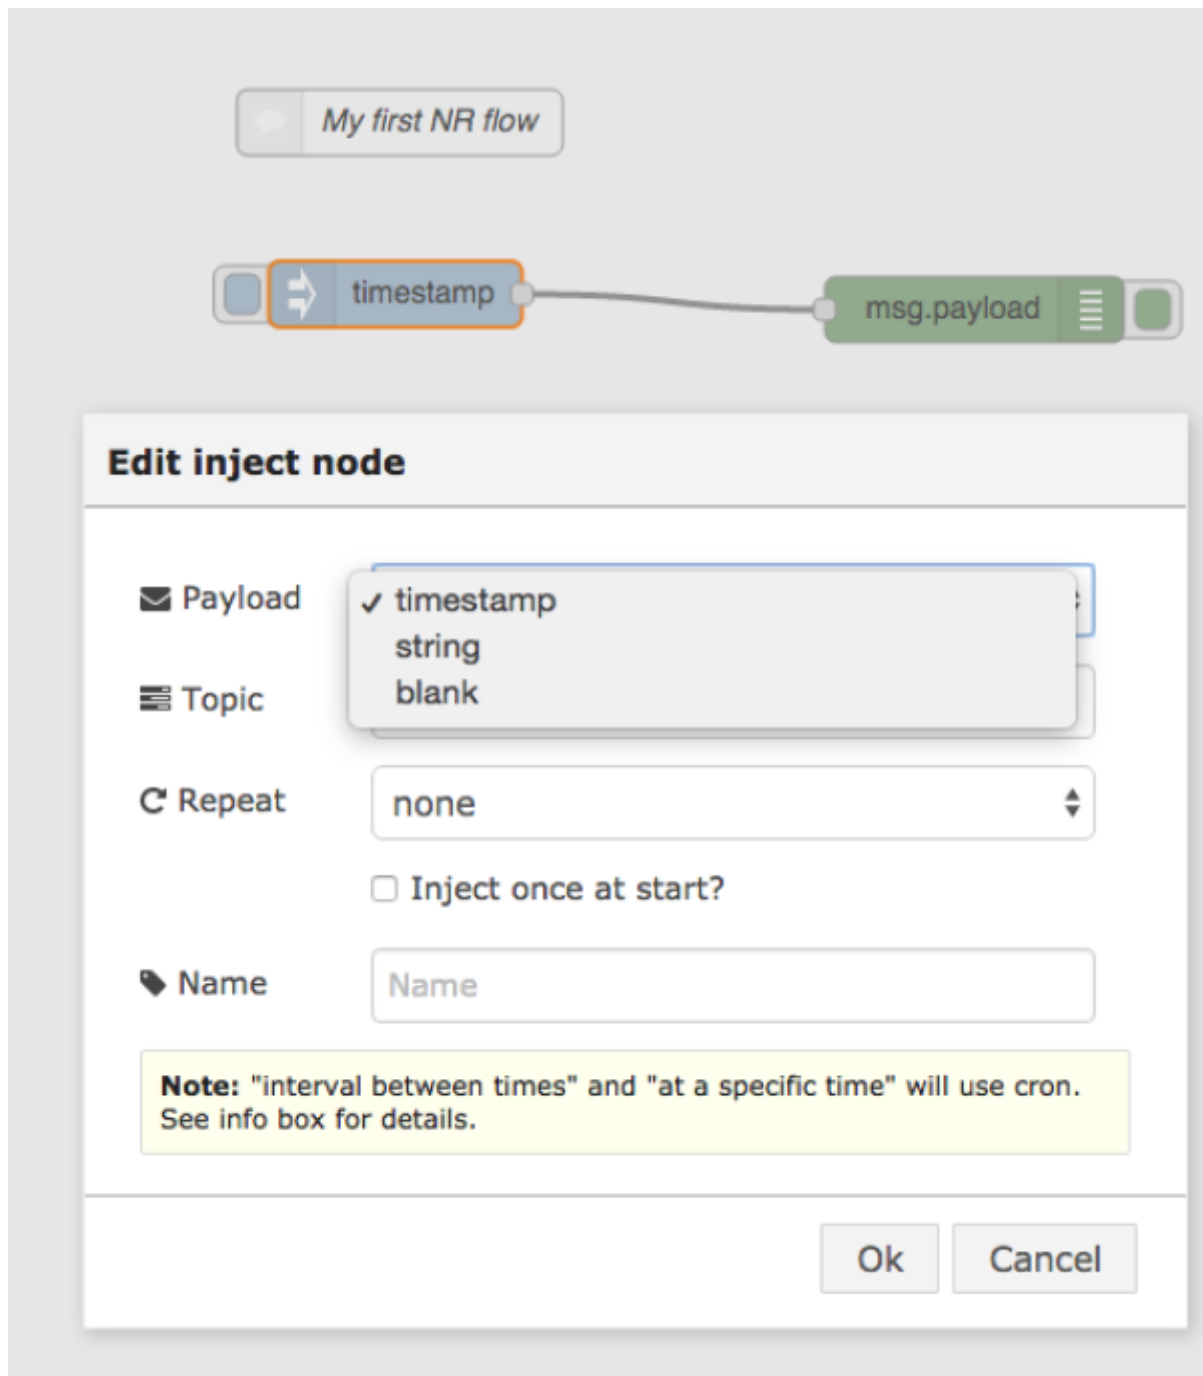 My first NR flow
timestamp
msg.payload
Edit inject node
Payload
timestamp
string
blank
Topic
Repeat
none
Inject once at start?
Name
Name
Note: "interval between times" and "at a specific time" will use cron.
See info box for details.
Ok
Cancel